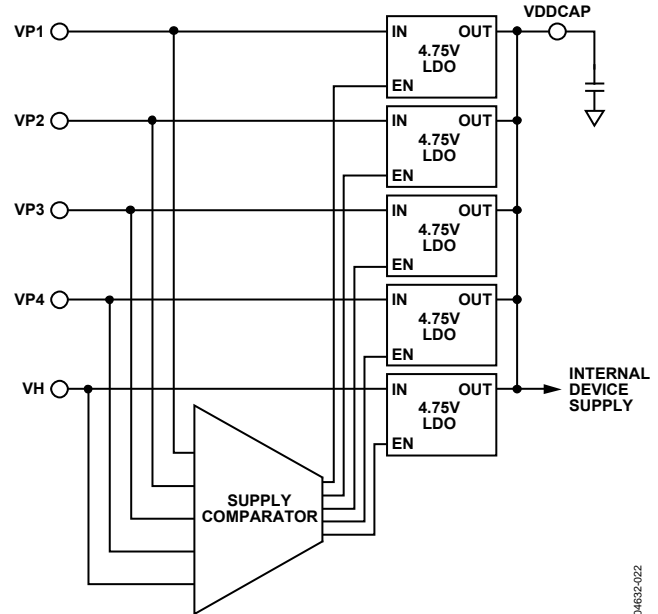 VDDCAP
VP1
IN OUT
4.75V
LDO
EN
VP2
IN OUT
4.75V
LDO
EN
VP3
IN OUT
4.75V
LDO
EN
VP4
IN OUT
4.75V
LDO
EN
VH
IN OUT
4.75V
LDO
EN
INTERNAL
DEVICE
SUPPLY
SUPPLY
COMPARATOR
04632-022